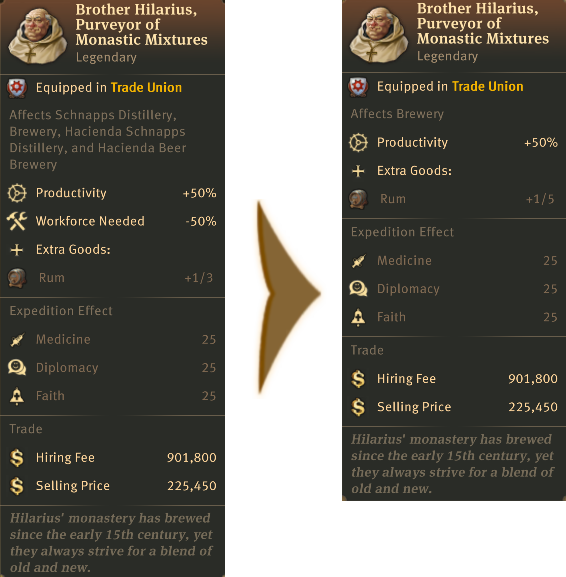 Brother Hilarius,
Purveyor of
Monastic Mixtures
Legendary
Equipped in Trade Union
Affects Schnapps Distillery,
Brewery, Hacienda Schnapps
Distillery, and Hacienda Beer
Brewery
Productivity +50%
Workforce Needed -50%
Extra Goods:
Rum +1/3
Expedition Effect
Medicine 25
Diplomacy 25
Faith 25
Trade
Hiring Fee 901,800
Selling Price 225,450
Hilarius' monastery has brewed
since the early 15th century, yet
they always strive for a blend of
old and new.
Brother Hilarius,
Purveyor of
Monastic Mixtures
Legendary
Equipped in Trade Union
Affects Brewery
Productivity +50%
Extra Goods:
Rum +1/5
Expedition Effect
Medicine 25
Diplomacy 25
Faith 25
Trade
Hiring Fee 901,800
Selling Price 225,450
Hilarius' monastery has brewed
since the early 15th century, yet
they always strive for a blend of
old and new.